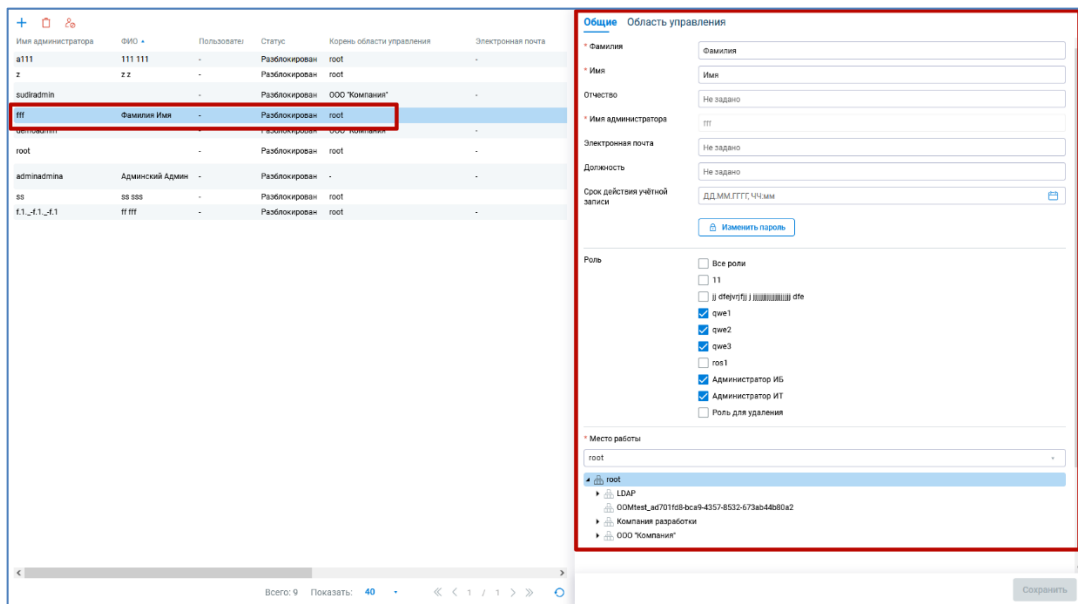 Имя администратора ФИО Пользовате Статус Корень области управления Электронная почта
a111 111 111 - Разблокирован root -
z z z - Разблокирован root
sudiradmin - Разблокирован ООО "Компания" -
fff Фамилия Имя - Разблокирован root
demoadmin - Разблокирован ООО "Компания" -
root - Разблокирован root -
adminadmina Админский Админ - Разблокирован - -
ss ss sss - Разблокирован root
f.1._-f.1._-f.1 ff fff - Разблокирован root -
Всего: 9 Показать: 40 1 / 1
Общие Область управления
* Фамилия Фамилия
* Имя Имя
Отчество Не задано
* Имя администратора fff
Электронная почта Не задано
Должность Не задано
Срок действия учётной
записи ДД.ММ.ГГГГ, ЧЧ:мм
Изменить пароль
Роль Все роли
11
qwe1
qwe2
qwe3
ros1
Администратор ИБ
Администратор ИТ
Роль для удаления
* Место работы
root
root
LDAP
OOMtest_ad701fd8-bca9-4357-8532-673ab44b80a2
Компания разработки
ООО "Компания"
Сохранить